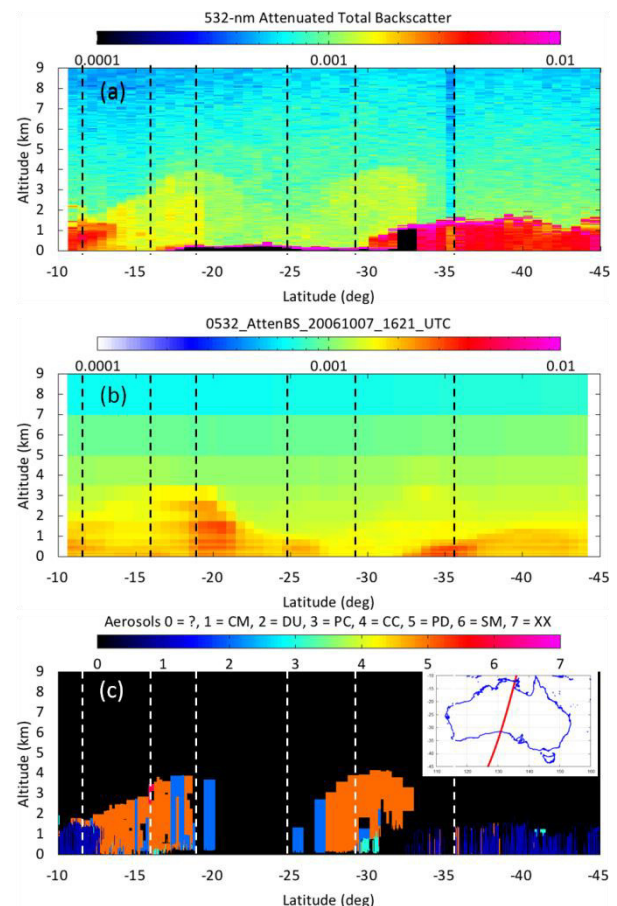 532-nm Attenuated Total Backscatter
0.0001 0.001 0.01
(a)
Altitude (km)
9
8
7
6
5
4
3
2
1
0
-10 -15 -20 -25 -30 -35 -40 -45
Latitude (deg)
0532_AttenBS_20061007_1621_UTC
0.0001 0.001 0.01
(b)
Altitude (km)
9
8
7
6
5
4
3
2
1
0
-10 -15 -20 -25 -30 -35 -40 -45
Latitude (deg)
Aerosols 0 = ?, 1 = CM, 2 = DU, 3 = PC, 4 = CC, 5 = PD, 6 = SM, 7 = XX
0 1 2 3 4 5 6 7
(c)
Altitude (km)
9
8
7
6
5
4
3
2
1
0
-10 -15 -20 -25 -30 -35 -40 -45
Latitude (deg)